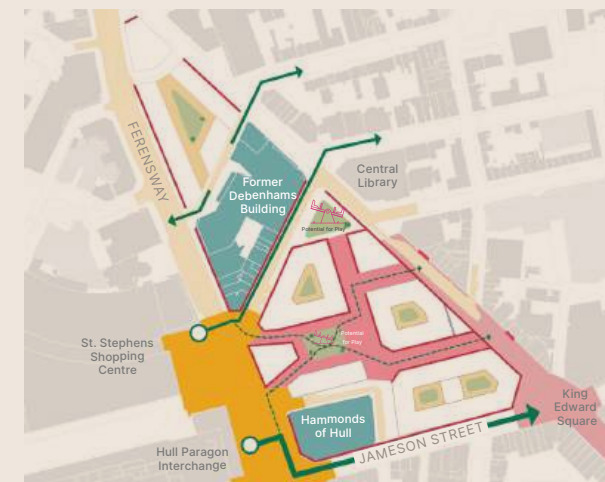 FERENSWAY
Former
Debenhams
Building
Central
Library
Potential for Play
St. Stephens
Shopping
Centre
Potential
for Play
King
Edward
Square
Hammonds
of Hull
JAMESON STREET
Hull Paragon
Interchange